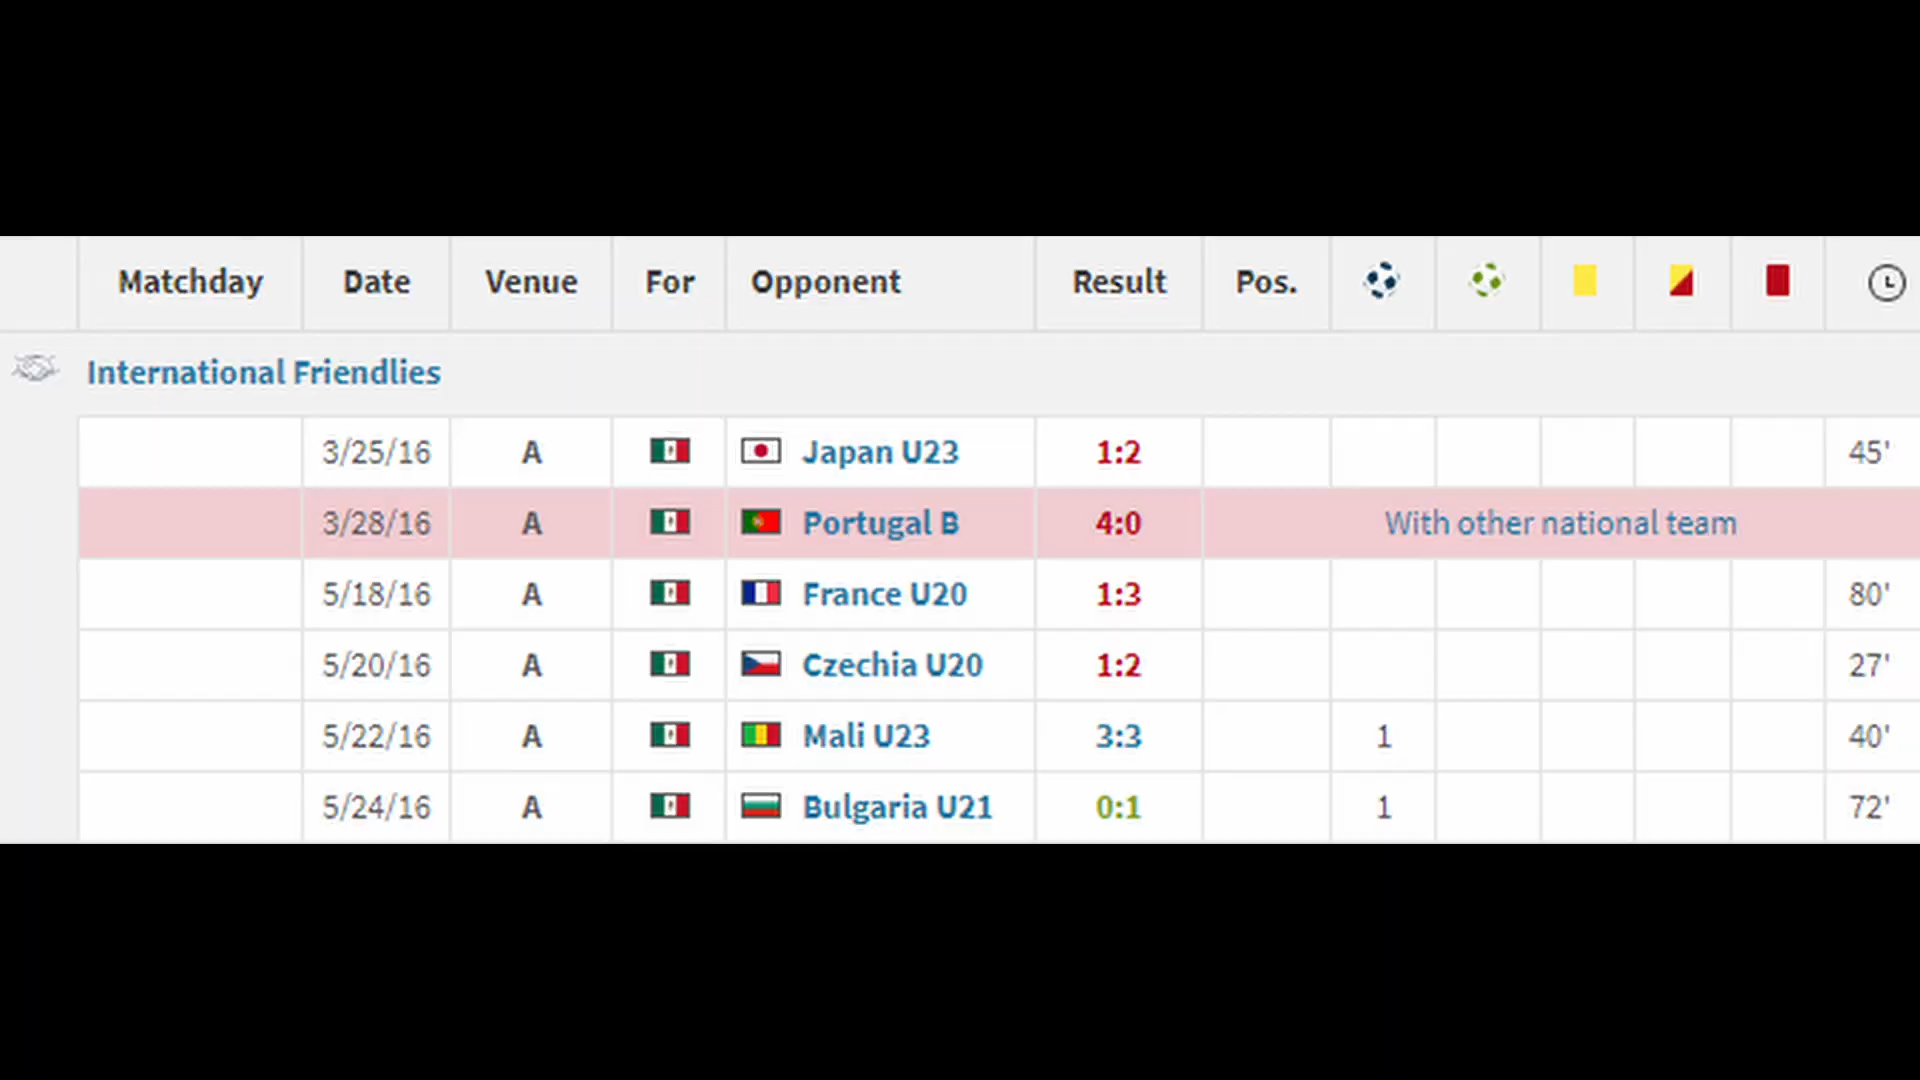 Matchday Date Venue For Opponent Result Pos.
International Friendlies
3/25/16 A Japan U23 1:2 45'
3/28/16 A Portugal B 4:0 With other national team
5/18/16 A France U20 1:3 80'
5/20/16 A Czechia U20 1:2 27'
5/22/16 A Mali U23 3:3 1 40'
5/24/16 A Bulgaria U21 0:1 1 72'